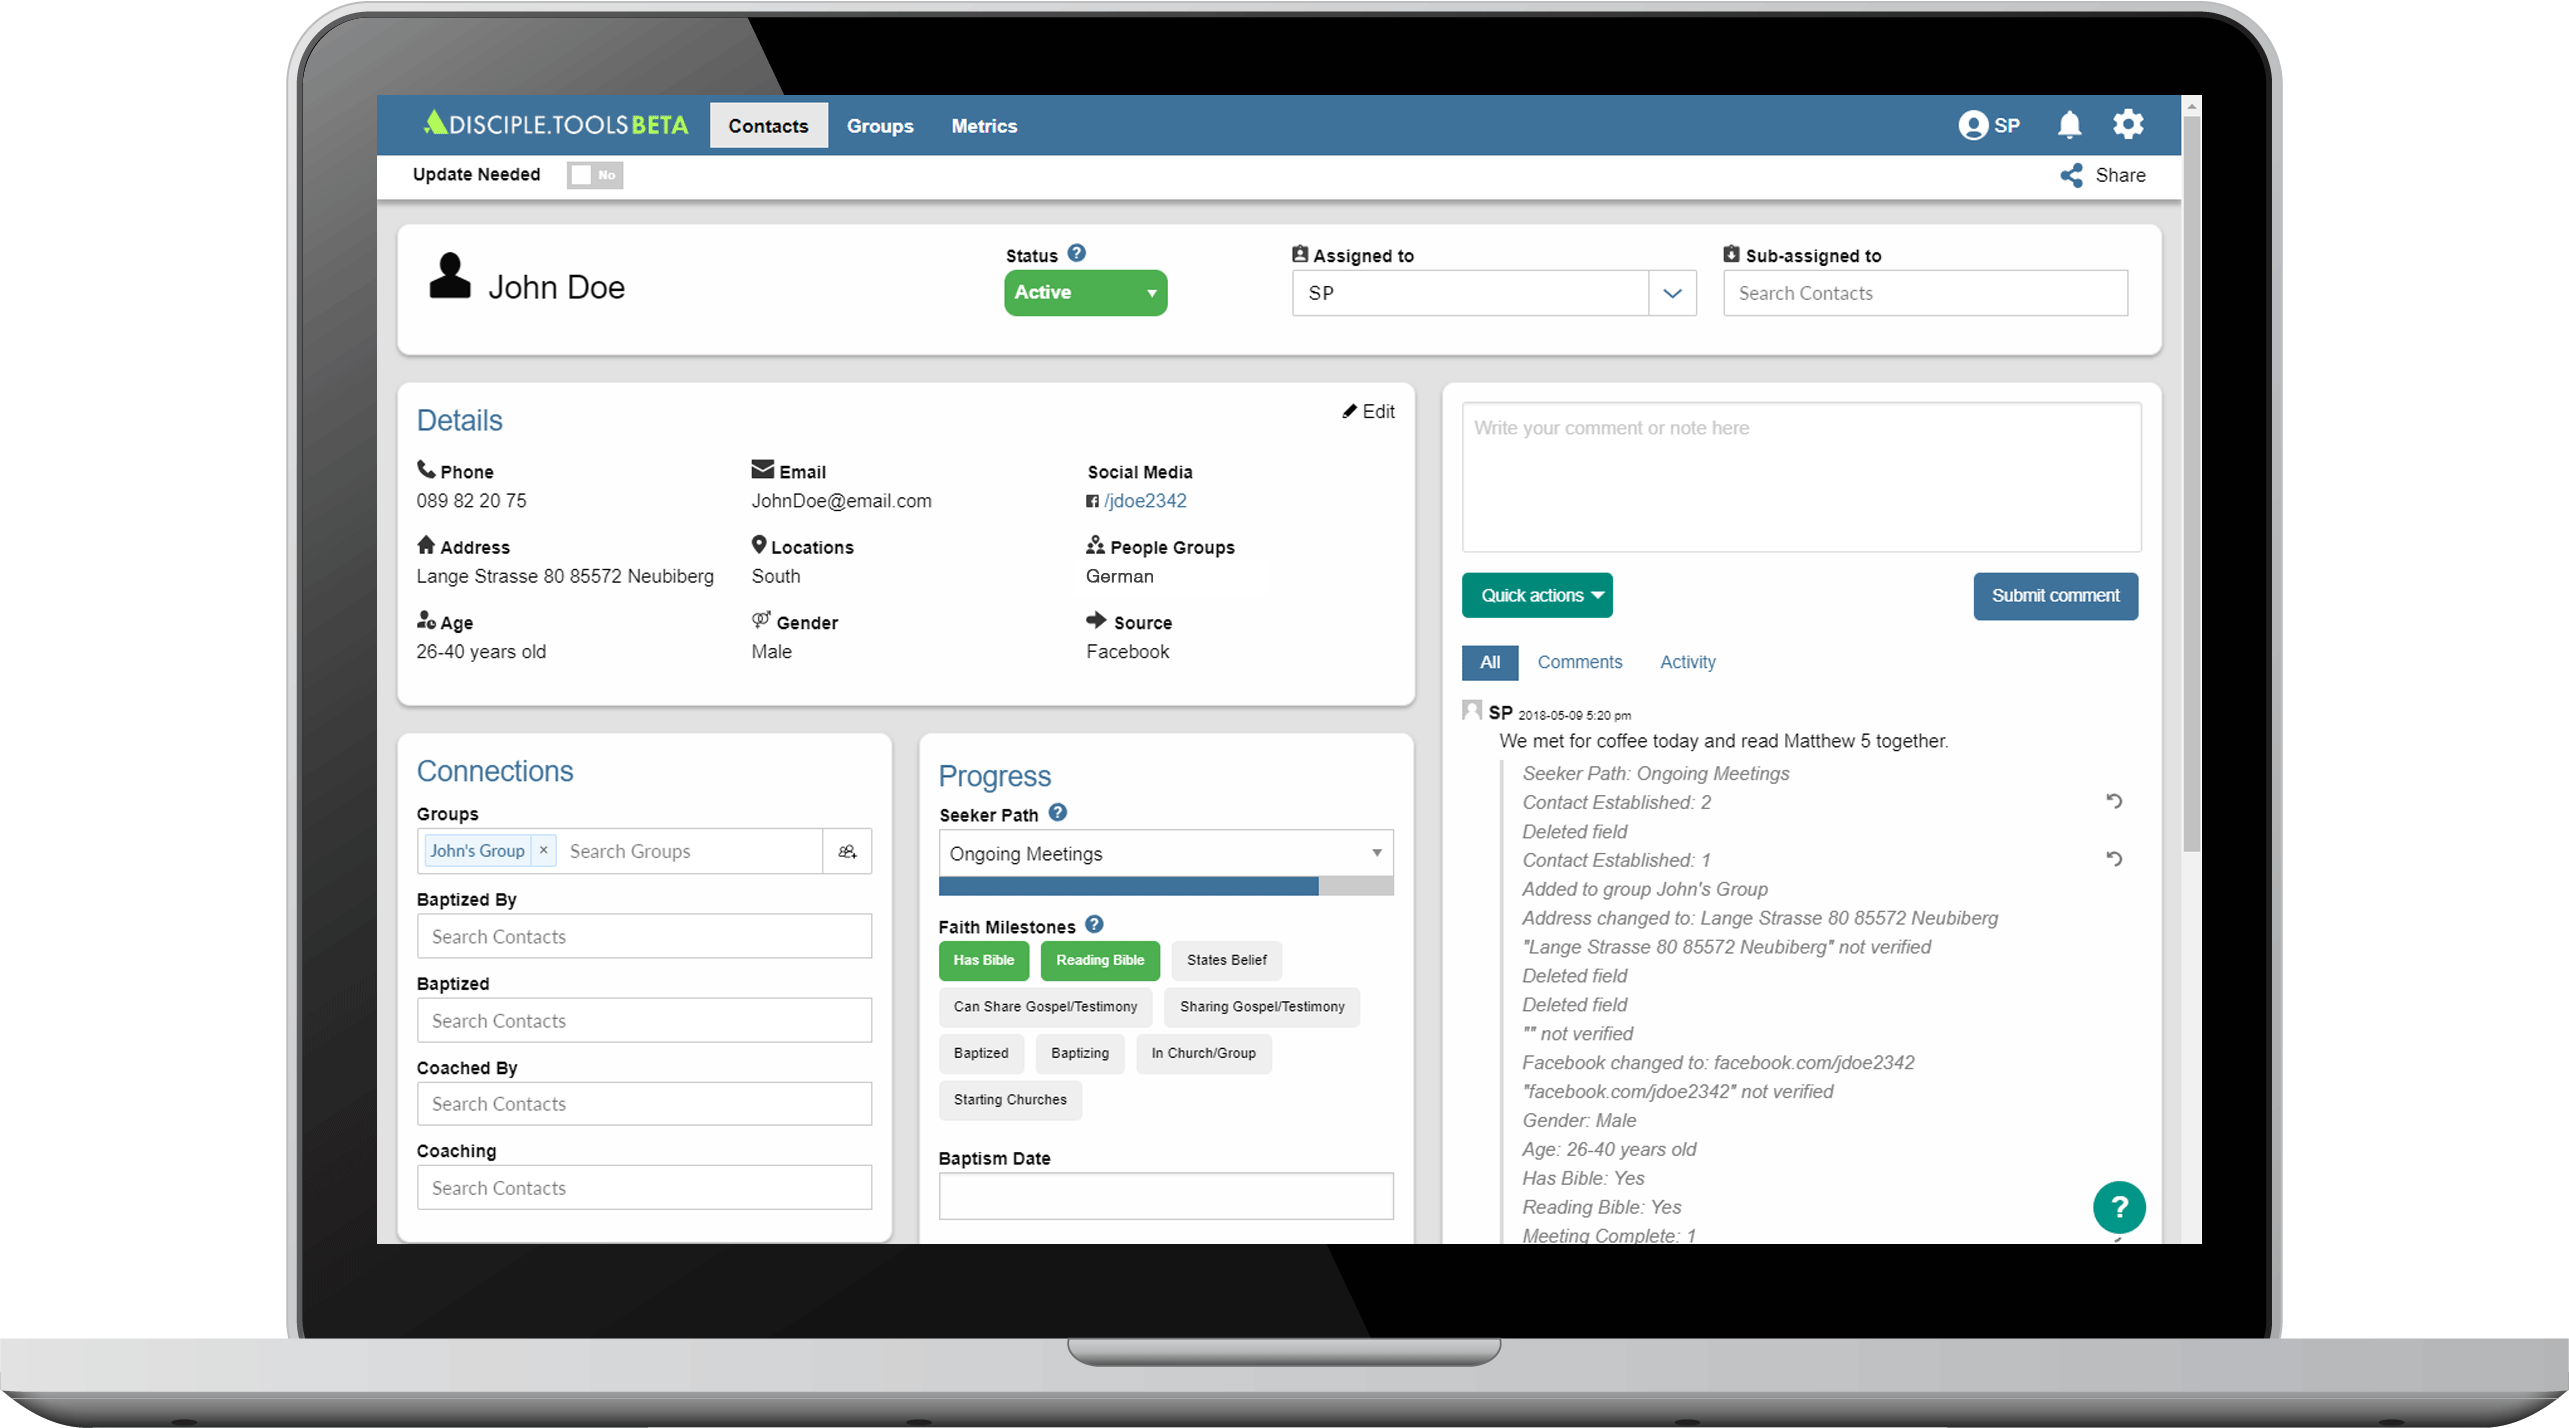 DISCIPLE.TOOLSBETA Contacts Groups Metrics SP
Update Needed No Share
John Doe
Status ?
Active
Assigned to
SP
Sub-assigned to
Search Contacts
Details
Edit
Phone Email Social Media
089 82 20 75 JohnDoe@email.com /jdoe2342
Address Locations People Groups
Lange Strasse 80 85572 Neubiberg South German
Age Gender Source
26-40 years old Male Facebook
Connections
Groups
John's Group × Search Groups
Baptized By
Search Contacts
Baptized
Search Contacts
Coached By
Search Contacts
Coaching
Search Contacts
Progress
Seeker Path ?
Ongoing Meetings
Faith Milestones ?
Has Bible Reading Bible States Belief
Can Share Gospel/Testimony Sharing Gospel/Testimony
Baptized Baptizing In Church/Group
Starting Churches
Baptism Date
Write your comment or note here
Quick actions Submit comment
All Comments Activity
SP 2018-05-09 5:20 pm
We met for coffee today and read Matthew 5 together.
Seeker Path: Ongoing Meetings
Contact Established: 2
Deleted field
Contact Established: 1
Added to group John's Group
Address changed to: Lange Strasse 80 85572 Neubiberg
"Lange Strasse 80 85572 Neubiberg" not verified
Deleted field
Deleted field
"" not verified
Facebook changed to: facebook.com/jdoe2342
"facebook.com/jdoe2342" not verified
Gender: Male
Age: 26-40 years old
Has Bible: Yes
Reading Bible: Yes
Meeting Complete: 1
?